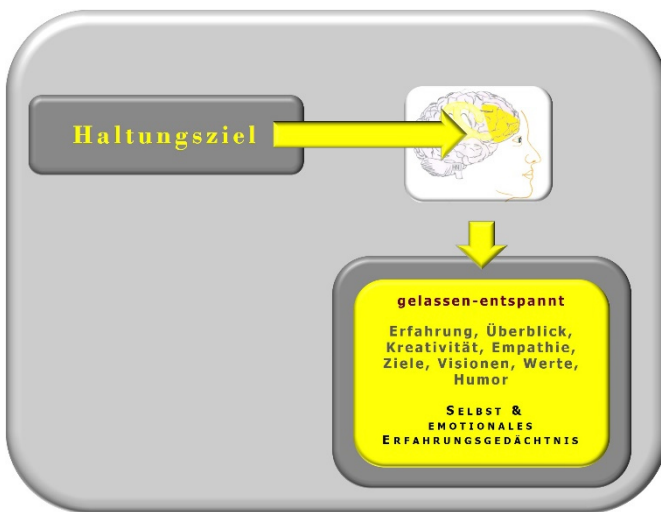 Haltungsziel
gelassen-entspannt
Erfahrung, Überblick,
Kreativität, Empathie,
Ziele, Visionen, Werte,
Humor
SELBST &
EMOTIONALES
ERFAHRUNGSGEDÄCHTNIS